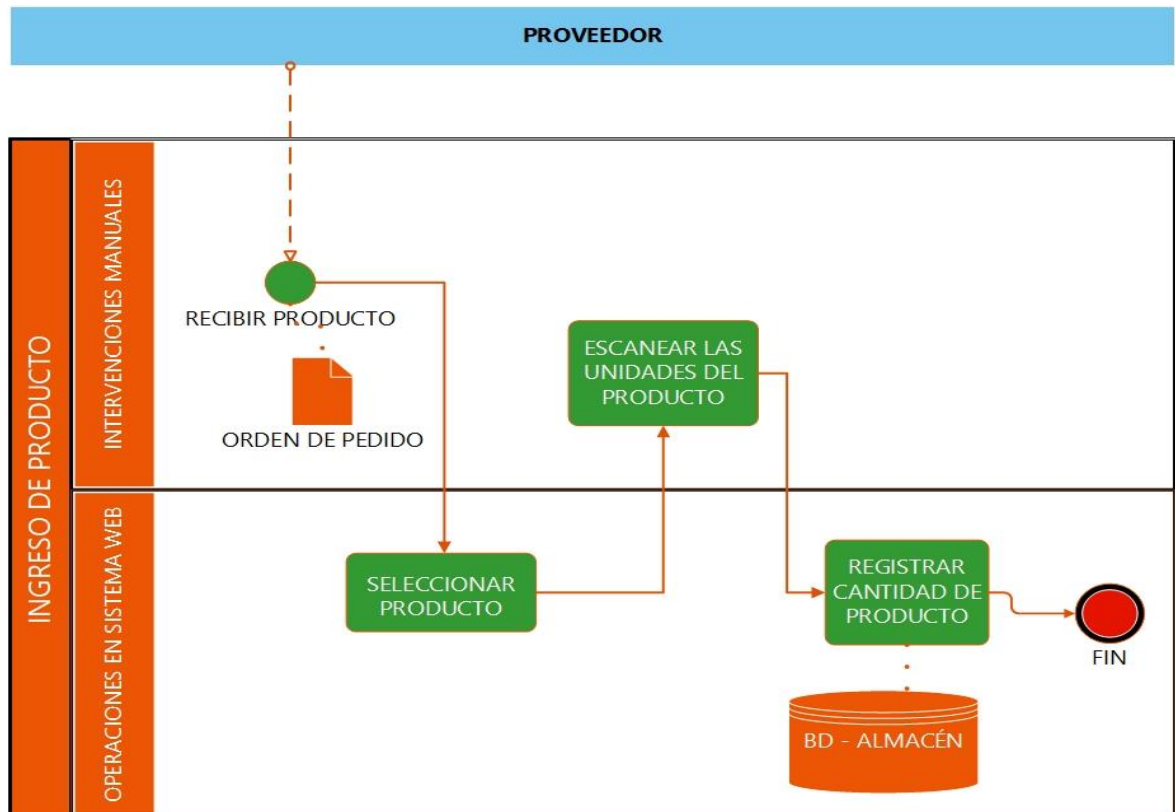 PROVEEDOR
INGRESO DE PRODUCTO
INTERVENCIONES MANUALES
RECIBIR PRODUCTO
ORDEN DE PEDIDO
ESCANEAR LAS
UNIDADES DEL
PRODUCTO
OPERACIONES EN SISTEMA WEB
SELECCIONAR
PRODUCTO
REGISTRAR
CANTIDAD DE
PRODUCTO
FIN
BD - ALMACÉN